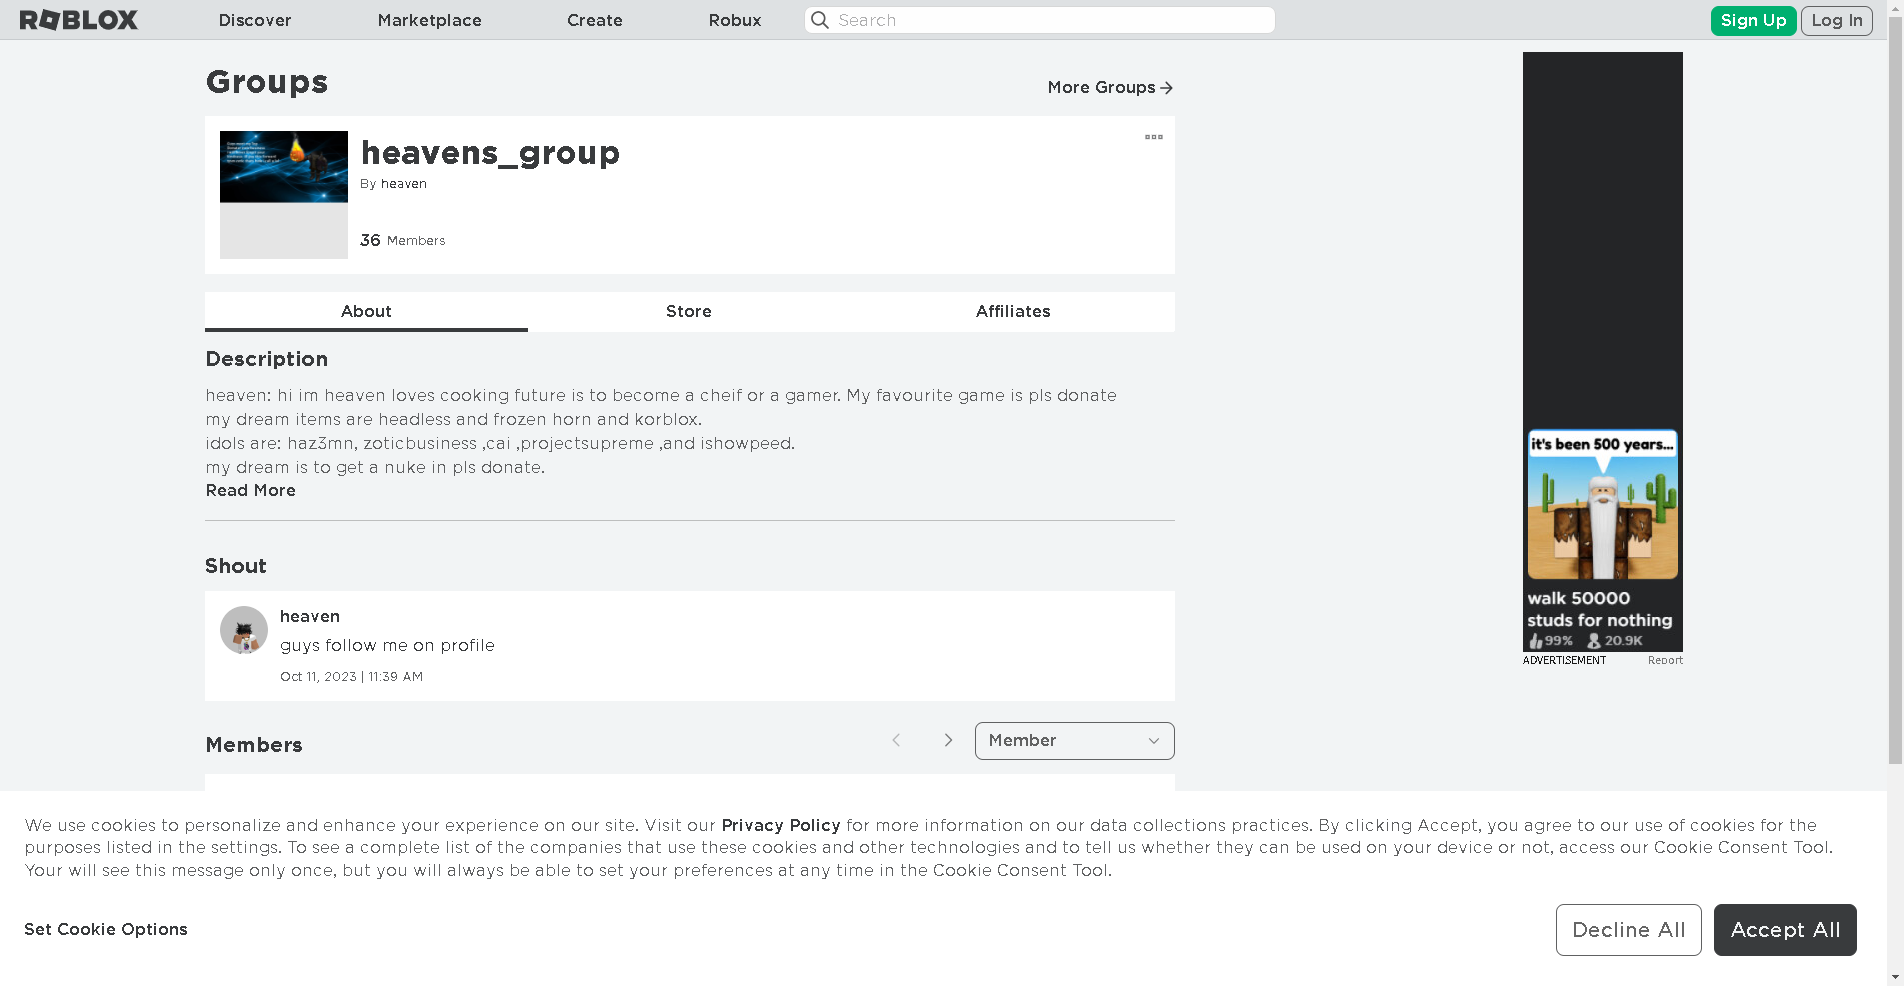 ROBLOX
Discover
Marketplace
Create
Robux
Search
Sign Up
Log In
Groups
More Groups
heavens_group
By heaven
36 Members
About
Store
Affiliates
Description
heaven: hi im heaven loves cooking future is to become a cheif or a gamer. My favourite game is pls donate
my dream items are headless and frozen horn and korblox.
idols are: haz3mn, zoticbusiness ,cai ,projectsupreme ,and ishowpeed.
my dream is to get a nuke in pls donate.
Read More
Shout
heaven
guys follow me on profile
Oct 11, 2023 | 11:39 AM
Members
Member
it's been 500 years...
walk 50000
studs for nothing
99% 20.9K
ADVERTISEMENT
Report
We use cookies to personalize and enhance your experience on our site. Visit our Privacy Policy for more information on our data collections practices. By clicking Accept, you agree to our use of cookies for the
purposes listed in the settings. To see a complete list of the companies that use these cookies and other technologies and to tell us whether they can be used on your device or not, access our Cookie Consent Tool.
Your will see this message only once, but you will always be able to set your preferences at any time in the Cookie Consent Tool.
Set Cookie Options
Decline All
Accept All